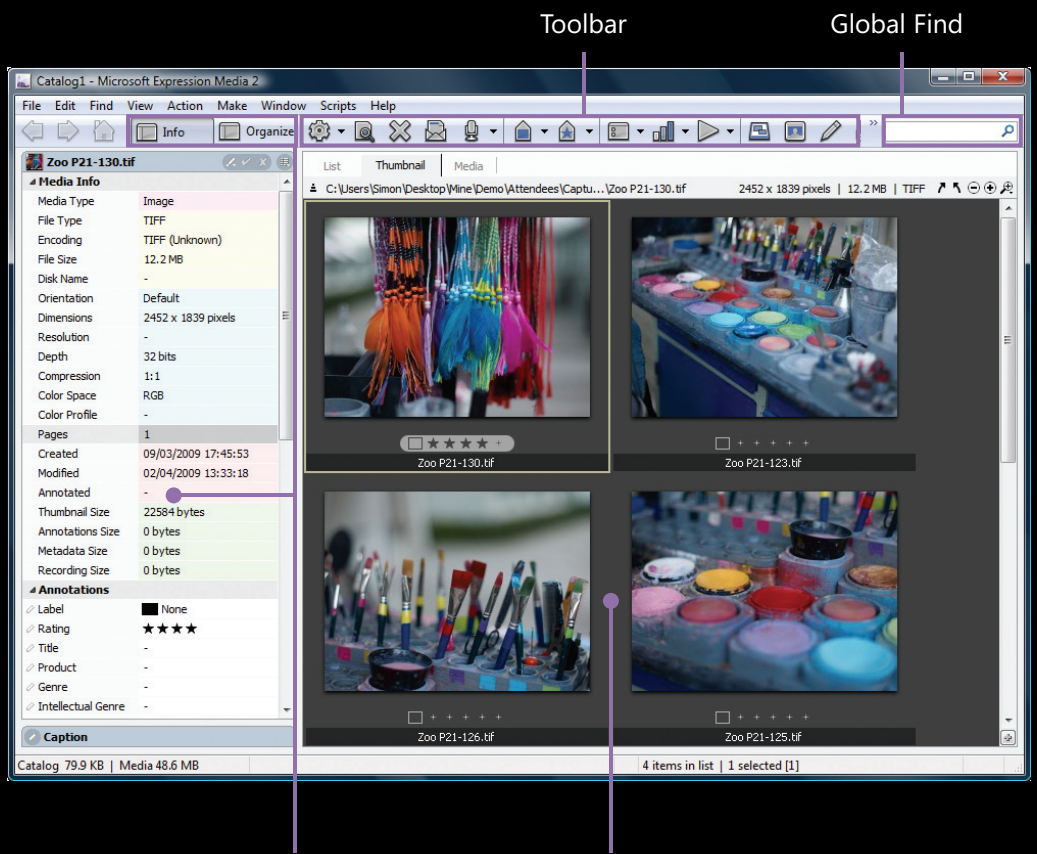 Toolbar
Global Find
Catalog1 - Microsoft Expression Media 2
File Edit Find View Action Make Window Scripts Help
Info
Organize
»
Zoo P21-130.tif
Media Info
Media Type Image
File Type TIFF
Encoding TIFF (Unknown)
File Size 12.2 MB
Disk Name -
Orientation Default
Dimensions 2452 x 1839 pixels
Resolution -
Depth 32 bits
Compression 1:1
Color Space RGB
Color Profile -
Pages 1
Created 09/03/2009 17:45:53
Modified 02/04/2009 13:33:18
Annotated -
Thumbnail Size 22584 bytes
Annotations Size 0 bytes
Metadata Size 0 bytes
Recording Size 0 bytes
Annotations
Label None
Rating ★★★★
Title -
Product -
Genre -
Intellectual Genre -
Caption
List Thumbnail Media
C:\Users\Simon\Desktop\Mine\Demo\Attendees\Captu...\Zoo P21-130.tif 2452 x 1839 pixels | 12.2 MB | TIFF
Zoo P21-130.tif
Zoo P21-123.tif
Zoo P21-126.tif
Zoo P21-125.tif
Catalog 79.9 KB | Media 48.6 MB
4 items in list | 1 selected [1]